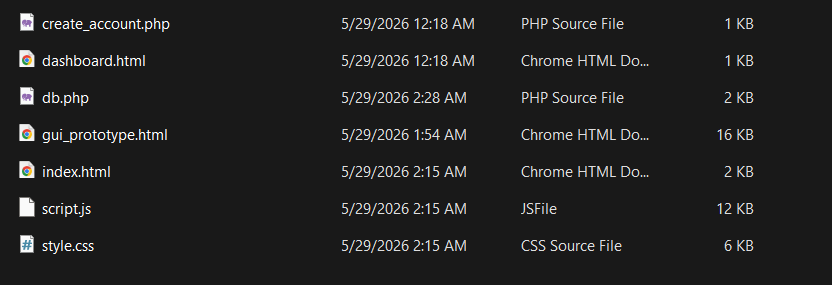 create_account.php 5/29/2026 12:18 AM PHP Source File 1 KB
dashboard.html 5/29/2026 12:18 AM Chrome HTML Do... 1 KB
db.php 5/29/2026 2:28 AM PHP Source File 2 KB
gui_prototype.html 5/29/2026 1:54 AM Chrome HTML Do... 16 KB
index.html 5/29/2026 2:15 AM Chrome HTML Do... 2 KB
script.js 5/29/2026 2:15 AM JSFile 12 KB
style.css 5/29/2026 2:15 AM CSS Source File 6 KB